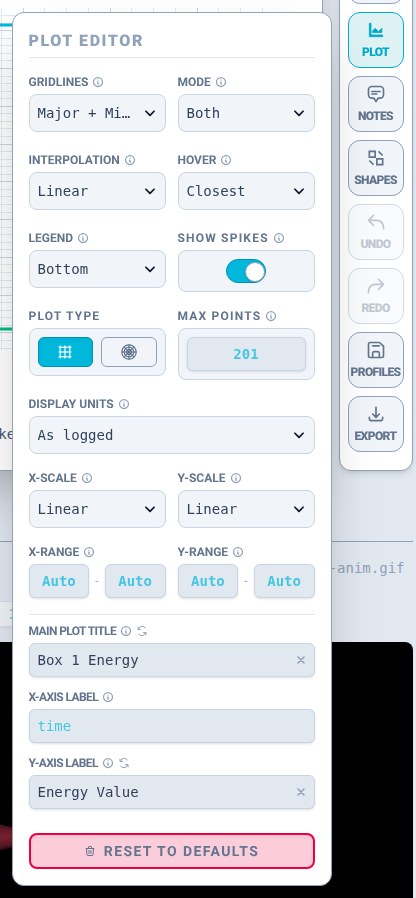 PLOT EDITOR
GRIDLINES
MODE
Major + Mi…
Both
INTERPOLATION
HOVER
Linear
Closest
LEGEND
SHOW SPIKES
Bottom
PLOT TYPE
MAX POINTS
201
DISPLAY UNITS
As logged
X-SCALE
Y-SCALE
Linear
Linear
X-RANGE
Y-RANGE
Auto - Auto
Auto - Auto
MAIN PLOT TITLE
Box 1 Energy
X-AXIS LABEL
time
Y-AXIS LABEL
Energy Value
RESET TO DEFAULTS
PLOT
NOTES
SHAPES
UNDO
REDO
PROFILES
EXPORT
-anim.gif